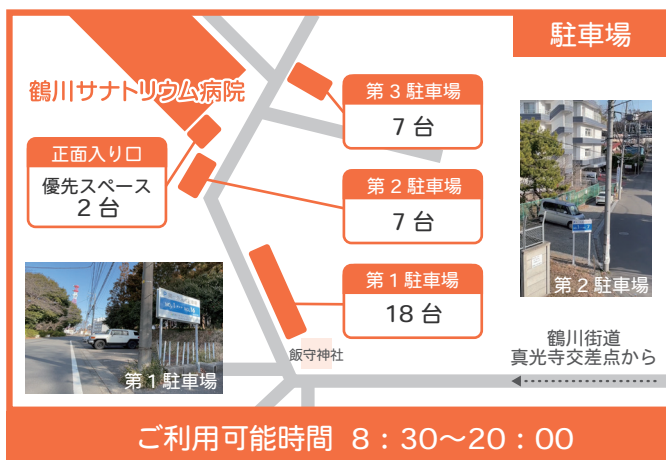 駐車場
鶴川サナトリウム病院
第3駐車場
7台
正面入り口
優先スペース
2台
第2駐車場
7台
第1駐車場
18台
第2駐車場
第1駐車場
飯守神社
鶴川街道
真光寺交差点から
ご利用可能時間 8：30〜20：00